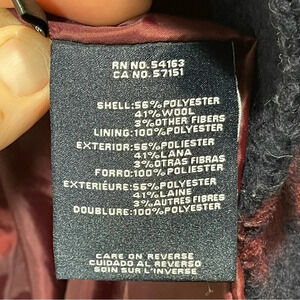 RN NO. 54163
CA NO. 57151
SHELL: 56% POLYESTER
41% WOOL
3% OTHER FIBERS
LINING: 100% POLYESTER
EXTERIOR: 56% POLIESTER
41% LANA
3% OTRAS FIBRAS
FORRO: 100% POLIESTER
EXTÉRIEURE: 56% POLYESTER
41% LAINE
3% AUTRES FIBRES
DOUBLURE: 100% POLYESTER
CARE ON REVERSE
CUIDADO AL REVERSO
SOIN SUR L'INVERSE